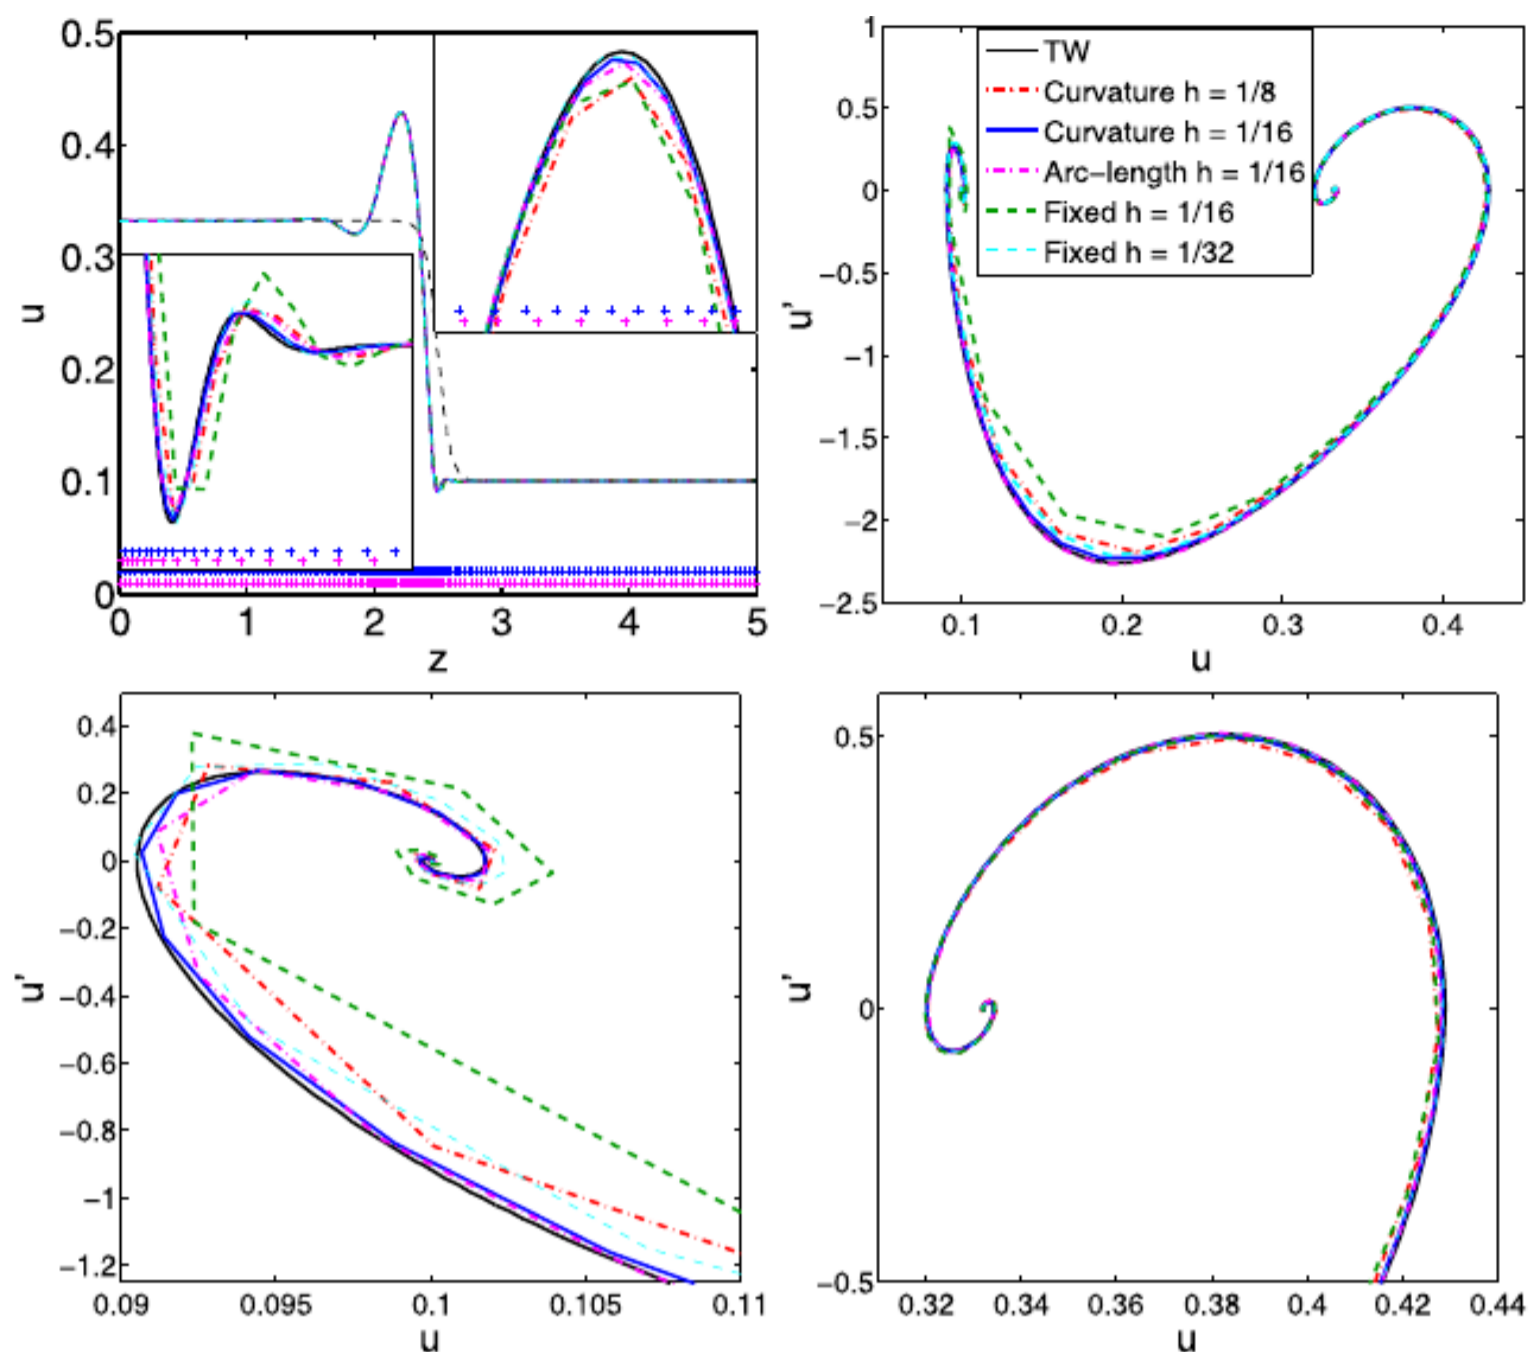 0.5
0.4
0.3
0.2
0.1
0
u
0 1 2 3 4 5
z
1
0.5
0
−0.5
−1
−1.5
−2
−2.5
u'
TW
Curvature h = 1/8
Curvature h = 1/16
Arc−length h = 1/16
Fixed h = 1/16
Fixed h = 1/32
0.1 0.2 0.3 0.4
u
0.4
0.2
0
−0.2
−0.4
−0.6
−0.8
−1
−1.2
u'
0.09 0.095 0.1 0.105 0.11
u
0.5
0
−0.5
u'
0.32 0.34 0.36 0.38 0.4 0.42 0.44
u